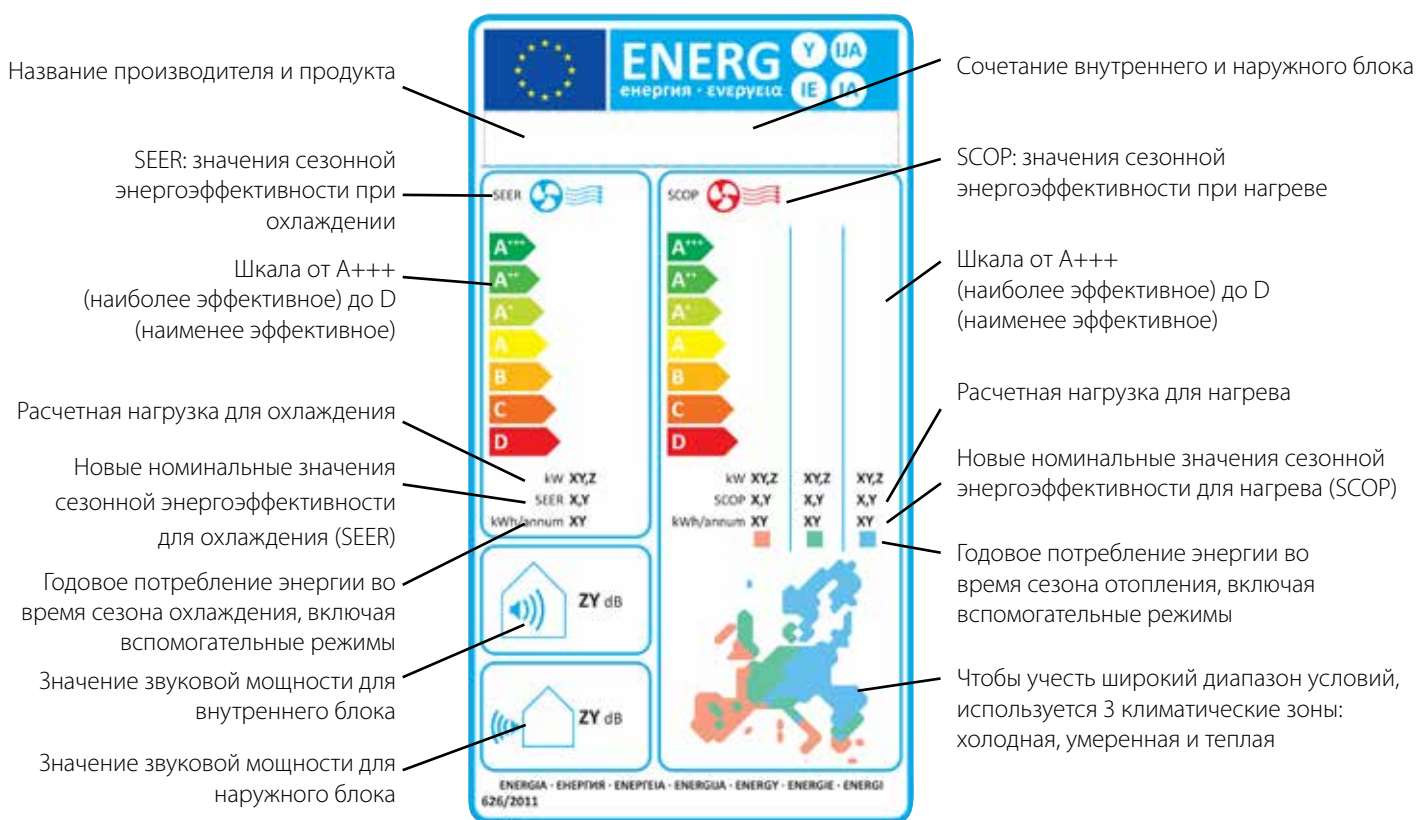 ENERG
Y
IJA
IE
IA
енергия · ενεργεια
Название производителя и продукта
SEER: значения сезонной
энергоэффективности при
охлаждении
Шкала от А+++
(наиболее эффективное) до D
(наименее эффективное)
Расчетная нагрузка для охлаждения
Новые номинальные значения
сезонной энергоэффективности
для охлаждения (SEER)
Годовое потребление энергии во
время сезона охлаждения, включая
вспомогательные режимы
Значение звуковой мощности для
внутреннего блока
Значение звуковой мощности для
наружного блока
SEER
A+++
A++
A+
A
B
C
D
kW XY,Z
SEER X,Y
kWh/annum XY
ZY dB
ZY dB
SCOP
A+++
A++
A+
A
B
C
D
kW XY,Z XY,Z XY,Z
SCOP X,Y X,Y X,Y
kWh/annum XY XY XY
ENERGIA · ЕНЕРГИЯ · ΕΝΕΡΓΕΙΑ · ENERGIJA · ENERGY · ENERGIE · ENERGI
626/2011
Сочетание внутреннего и наружного блока
SCOP: значения сезонной
энергоэффективности при нагреве
Шкала от А+++
(наиболее эффективное) до D
(наименее эффективное)
Расчетная нагрузка для нагрева
Новые номинальные значения сезонной
энергоэффективности для нагрева (SCOP)
Годовое потребление энергии во
время сезона отопления, включая
вспомогательные режимы
Чтобы учесть широкий диапазон условий,
используется 3 климатические зоны:
холодная, умеренная и теплая